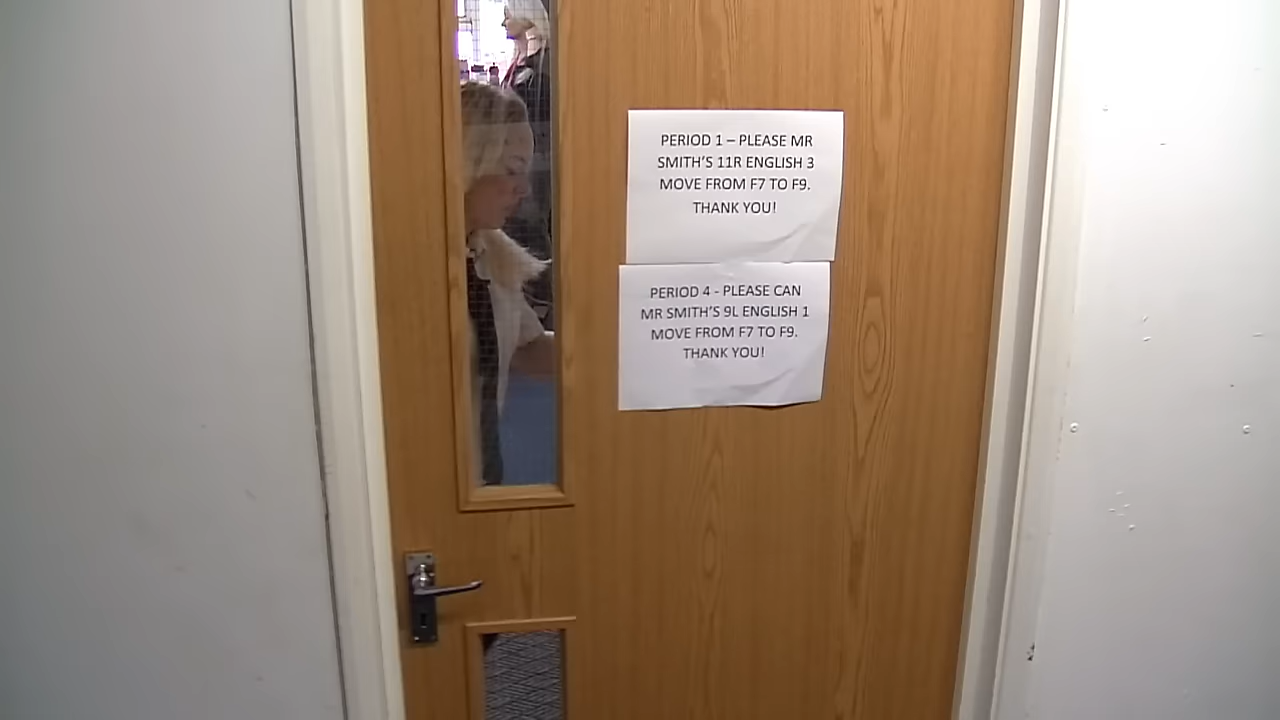 PERIOD 1 – PLEASE MR
SMITH'S 11R ENGLISH 3
MOVE FROM F7 TO F9.
THANK YOU!
PERIOD 4 - PLEASE CAN
MR SMITH'S 9L ENGLISH 1
MOVE FROM F7 TO F9.
THANK YOU!